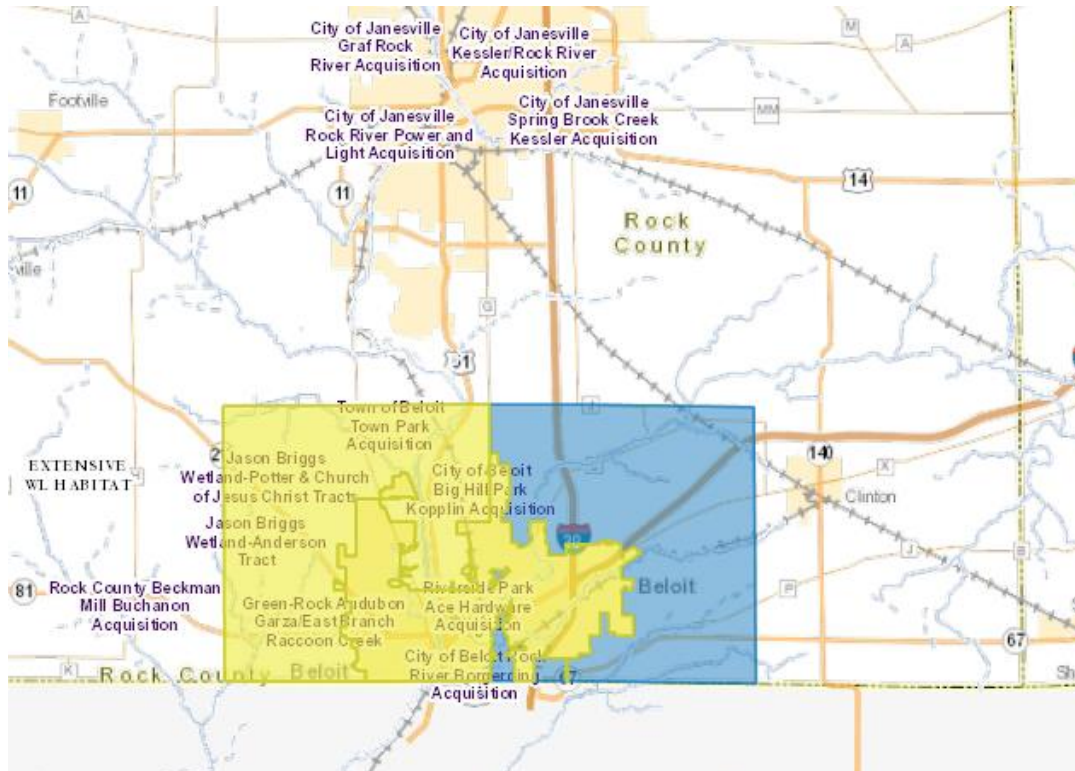 City of Janesville
Graf Rock
River Acquisition
City of Janesville
Kessler/Rock River
Acquisition
M
A
Footville
City of Janesville
Rock River Power and
Light Acquisition
City of Janesville
Spring Brook Creek
Kessler Acquisition
MM
11
11
14
Rock
County
ville
G
51
Town of Beloit
Town Park
Acquisition
J
EXTENSIVE
WL HABITAT
Jason Briggs
Wetland-Potter & Church
of Jesus Christ Tracts
City of Beloit
Big Hill Park
Kopplin Acquisition
140
X
Clinton
Jason Briggs
Wetland-Anderson
Tract
J
B
81
Rock County Beckman
Mill Buchanon
Acquisition
Green-Rock Audubon
Garza/East Branch
Raccoon Creek
Riverside Park
Ace Hardware
Acquisition
Beloit
P
67
K
Rock County
Beloit
City of Beloit Rock
River Borgerding
Acquisition
Sh